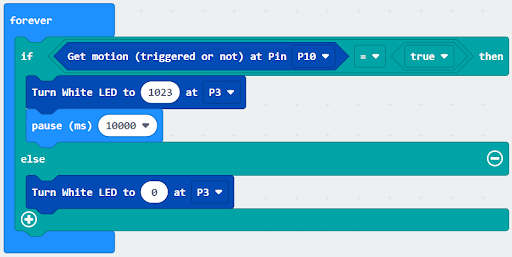 forever
if Get motion (triggered or not) at Pin P10 = true then
Turn White LED to 1023 at P3
pause (ms) 10000
else
Turn White LED to 0 at P3